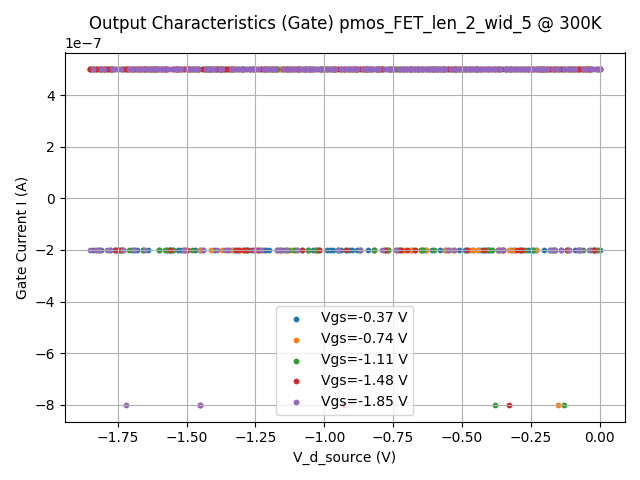 Output Characteristics (Gate) pmos_FET_len_2_wid_5 @ 300K
1e−7
4
2
0
−2
−4
−6
−8
Gate Current I (A)
Vgs=-0.37 V
Vgs=-0.74 V
Vgs=-1.11 V
Vgs=-1.48 V
Vgs=-1.85 V
−1.75 −1.50 −1.25 −1.00 −0.75 −0.50 −0.25 0.00
V_d_source (V)